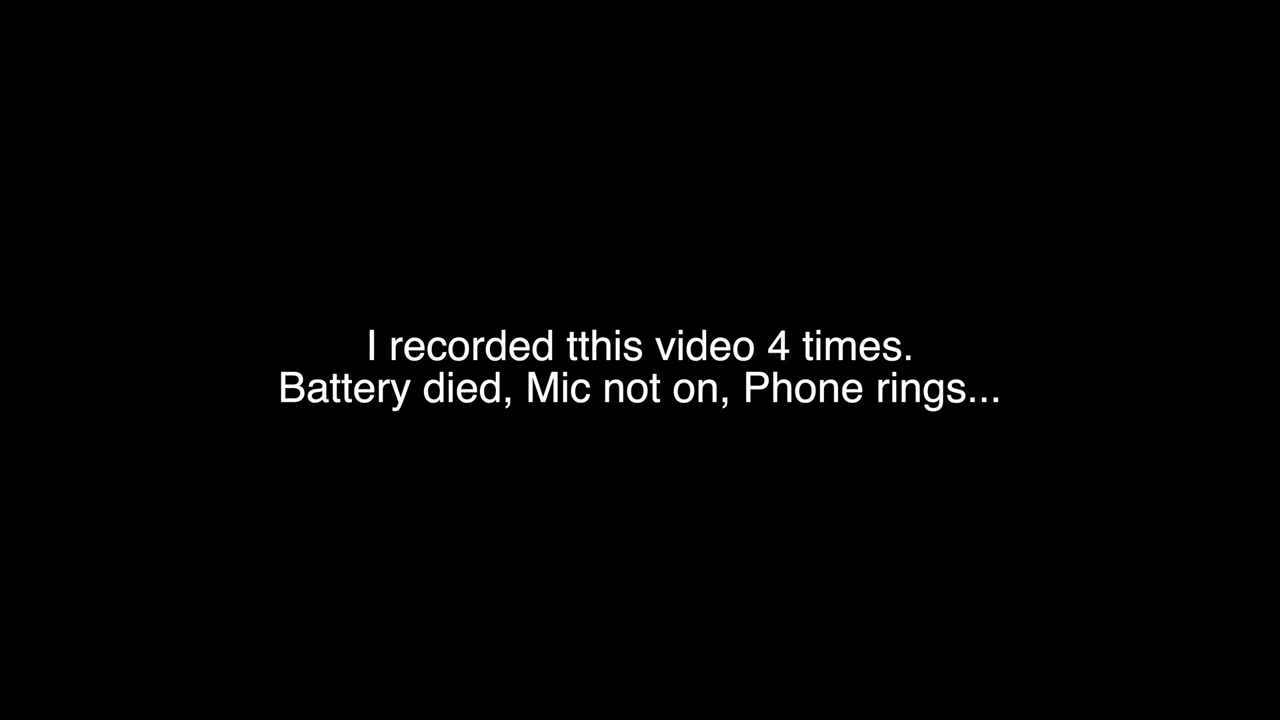 I recorded tthis video 4 times.
Battery died, Mic not on, Phone rings...